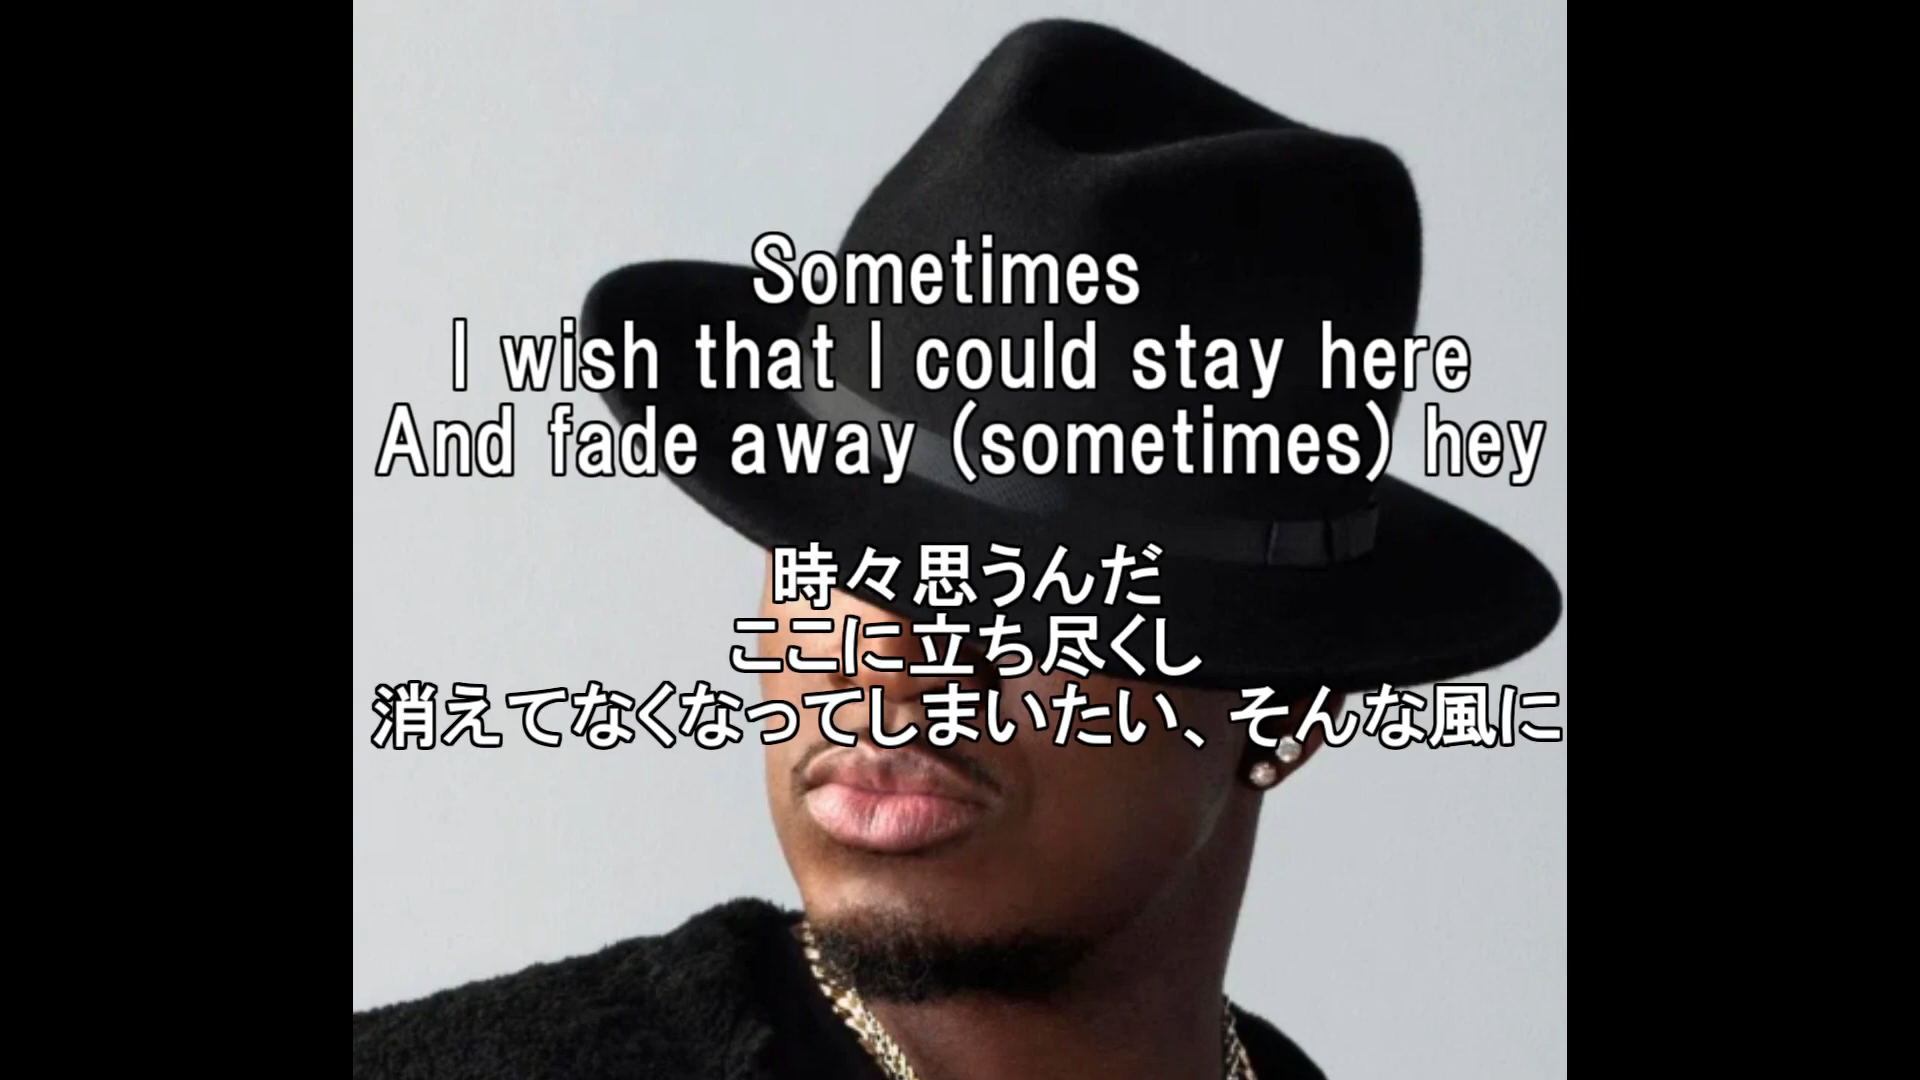 Sometimes
I wish that I could stay here
And fade away (sometimes) hey
時々思うんだ
ここに立ち尽くし
消えてなくなってしまいたい、そんな風に